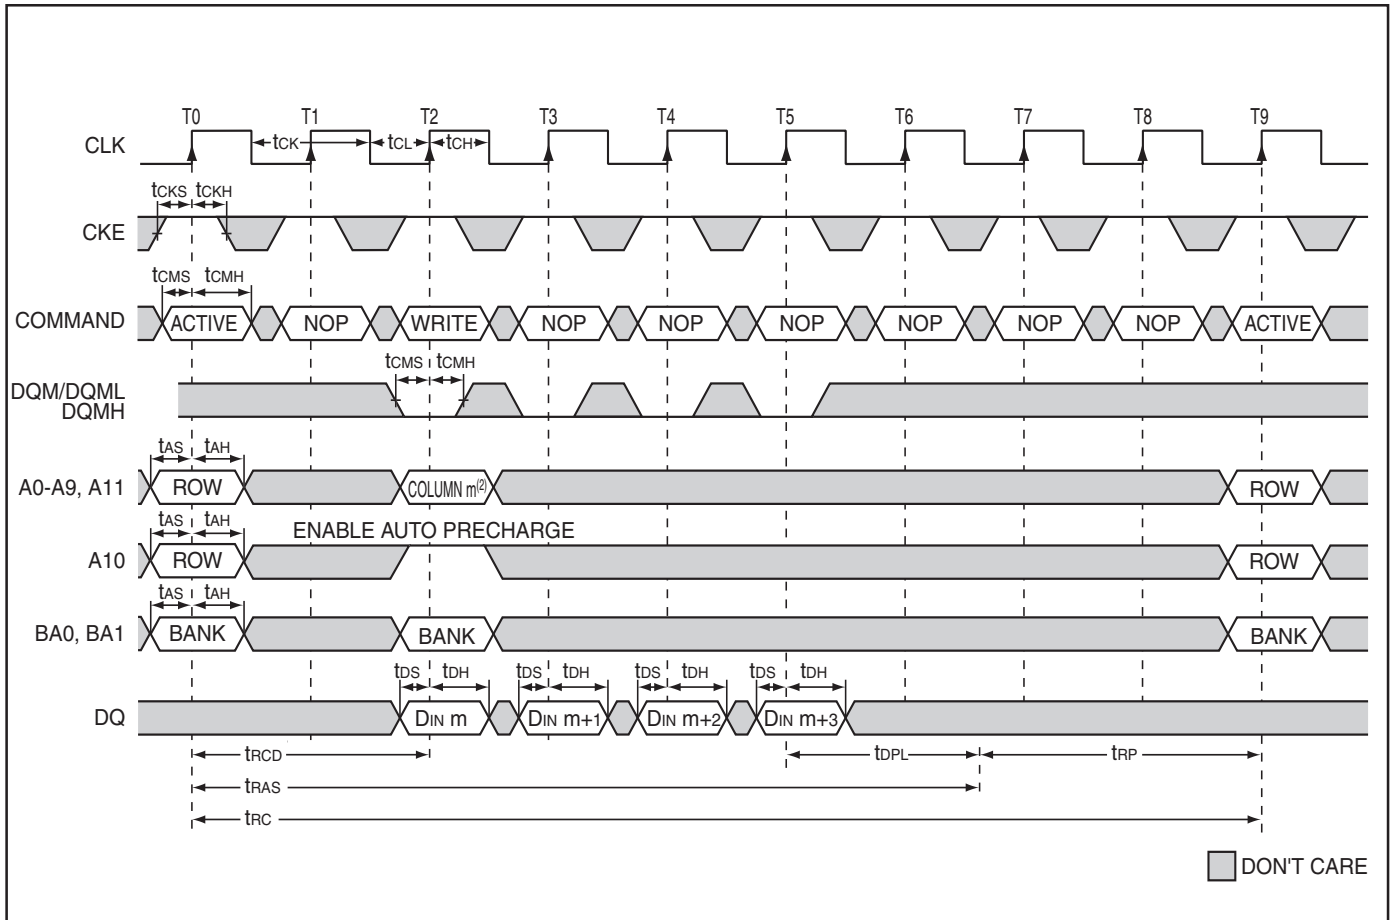 T0 T1 T2 T3 T4 T5 T6 T7 T8 T9
CLK tCK tCL tCH
tCKS tCKH
CKE
tCMS tCMH
COMMAND ACTIVE NOP WRITE NOP NOP NOP NOP NOP NOP ACTIVE
tCMS tCMH
DQM/DQML
DQMH
tAS tAH
A0-A9, A11 ROW COLUMN m(2) ROW
tAS tAH ENABLE AUTO PRECHARGE
A10 ROW ROW
tAS tAH
BA0, BA1 BANK BANK BANK
tDS tDH tDS tDH tDS tDH tDS tDH
DQ DIN m DIN m+1 DIN m+2 DIN m+3
tRCD tDPL tRP
tRAS
tRC
DON'T CARE